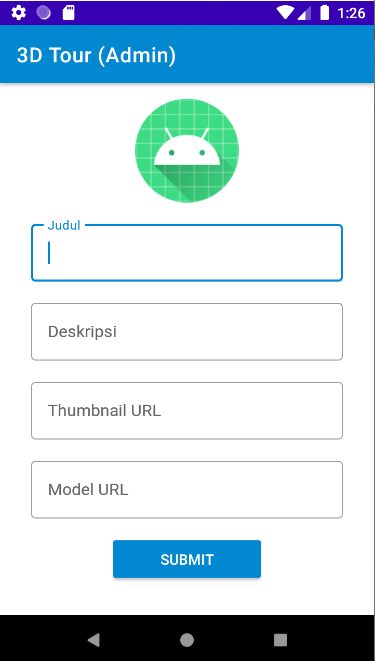 1:26
3D Tour (Admin)
Judul
Deskripsi
Thumbnail URL
Model URL
SUBMIT